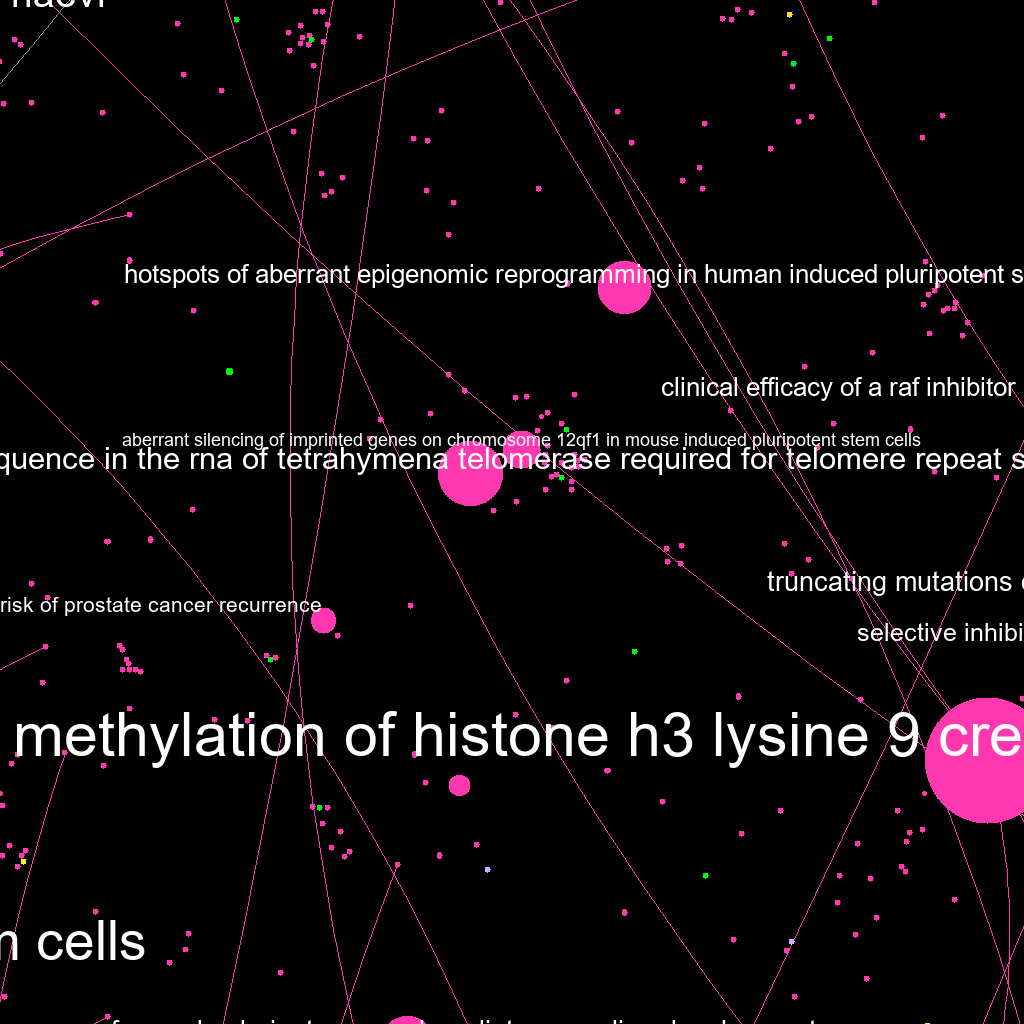 naevi
hotspots of aberrant epigenomic reprogramming in human induced pluripotent s
clinical efficacy of a raf inhibitor
aberrant silencing of imprinted genes on chromosome 12qf1 in mouse induced pluripotent stem cells
quence in the rna of tetrahymena telomerase required for telomere repeat s
truncating mutations
risk of prostate cancer recurrence
selective inhibi
methylation of histone h3 lysine 9 cre
cells